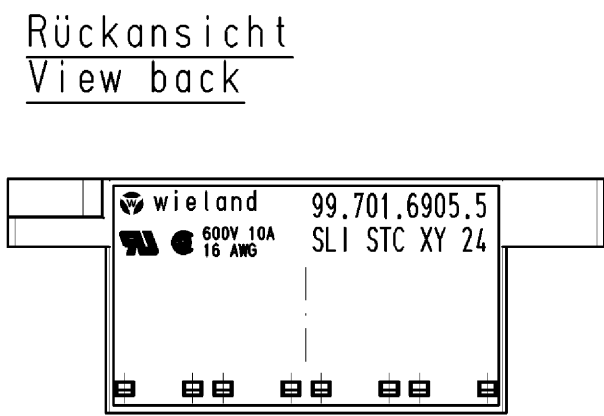 Rückansicht
View back
wieland 99.701.6905.5
600V 10A SLI STC XY 24
16 AWG